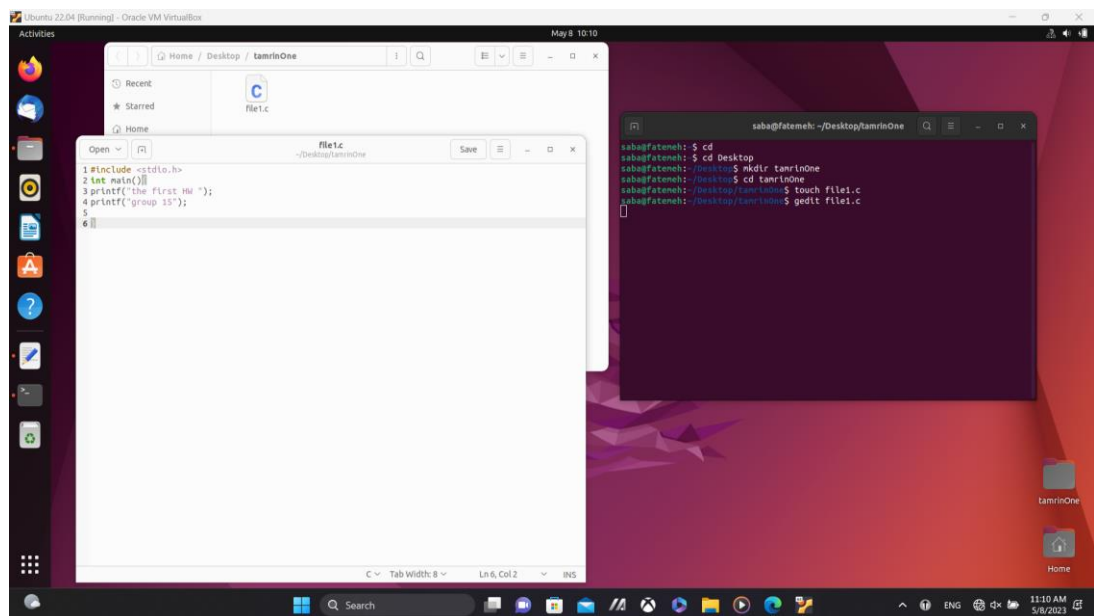 Ubuntu 22.04 [Running] - Oracle VM VirtualBox
Activities
May 8 10:10
Home / Desktop / tamrinOne
Recent
Starred
Home
file1.c
Open
file1.c
~/Desktop/tamrinOne
Save
1 #include <stdio.h>
2 int main(){
3 printf("the first HW ");
4 printf("group 15");
5
6 }
C
Tab Width: 8
Ln 6, Col 2
INS
saba@fatemeh: ~/Desktop/tamrinOne
saba@fatemeh:~$ cd
saba@fatemeh:~$ cd Desktop
saba@fatemeh:~/Desktop$ mkdir tamrinOne
saba@fatemeh:~/Desktop$ cd tamrinOne
saba@fatemeh:~/Desktop/tamrinOne$ touch file1.c
saba@fatemeh:~/Desktop/tamrinOne$ gedit file1.c
tamrinOne
Home
Search
ENG
11:10 AM
5/8/2023